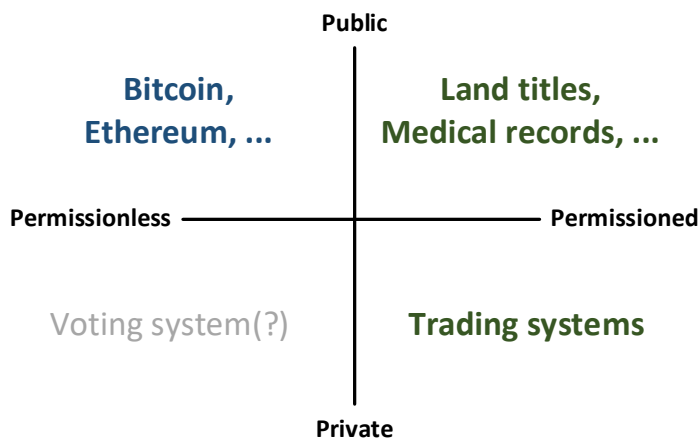 Public
Bitcoin,
Ethereum, ...
Land titles,
Medical records, ...
Permissionless
Permissioned
Voting system(?)
Trading systems
Private